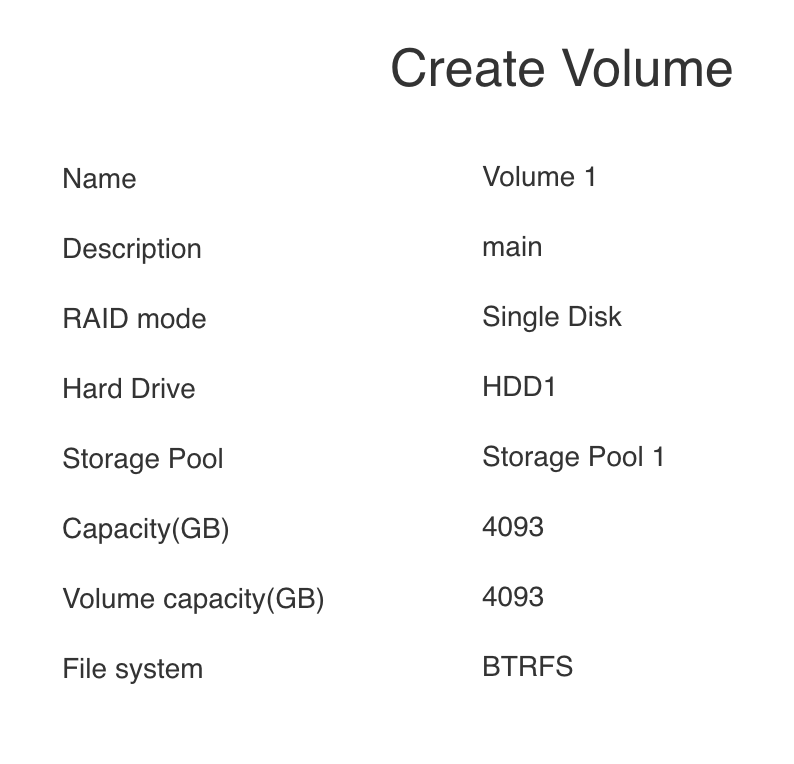 Create Volume
Name Volume 1
Description main
RAID mode Single Disk
Hard Drive HDD1
Storage Pool Storage Pool 1
Capacity(GB) 4093
Volume capacity(GB) 4093
File system BTRFS